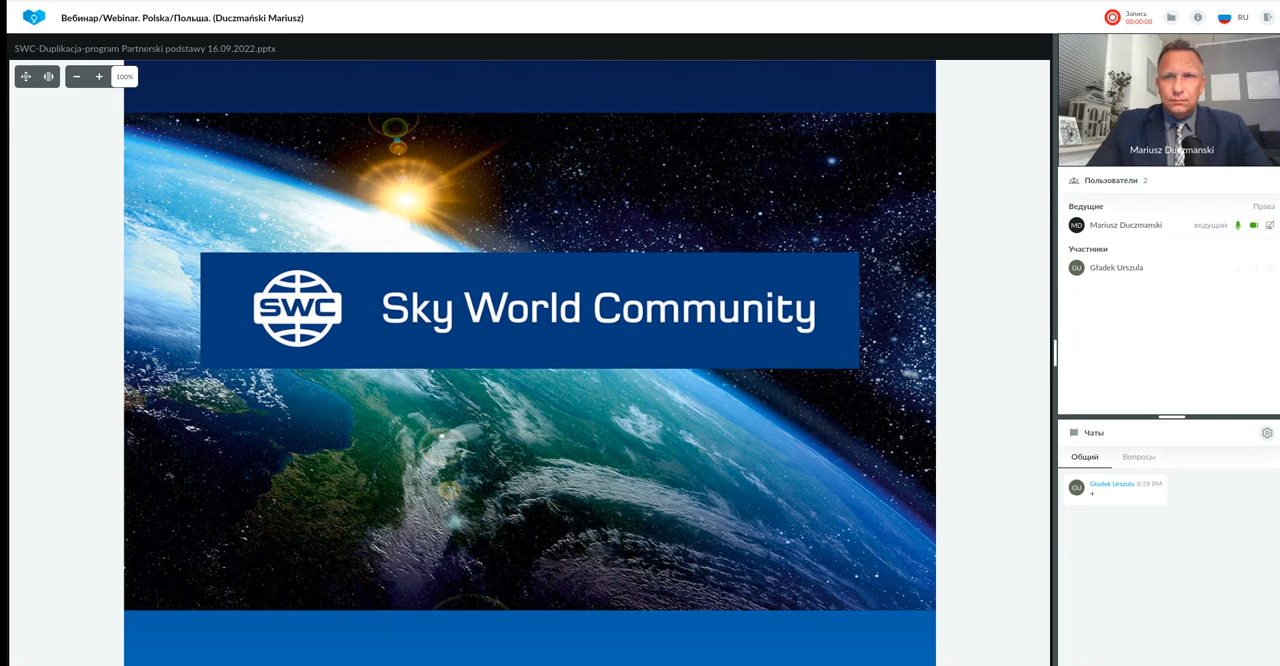 Вебинар/Webinar. Polska/Польша. (Duczmański Mariusz)
Запись
00:00:00
RU
SWC-Duplikacja-program Partnerski podstawy 16.09.2022.pptx
100%
SWC
Sky World Community
Mariusz Duczmanski
Пользователи 2
Ведущие Права
MD Mariusz Duczmanski ведущий
Участники
GU Gładek Urszula
Чаты
Общий Вопросы
GU Gładek Urszula 8:59 PM
+